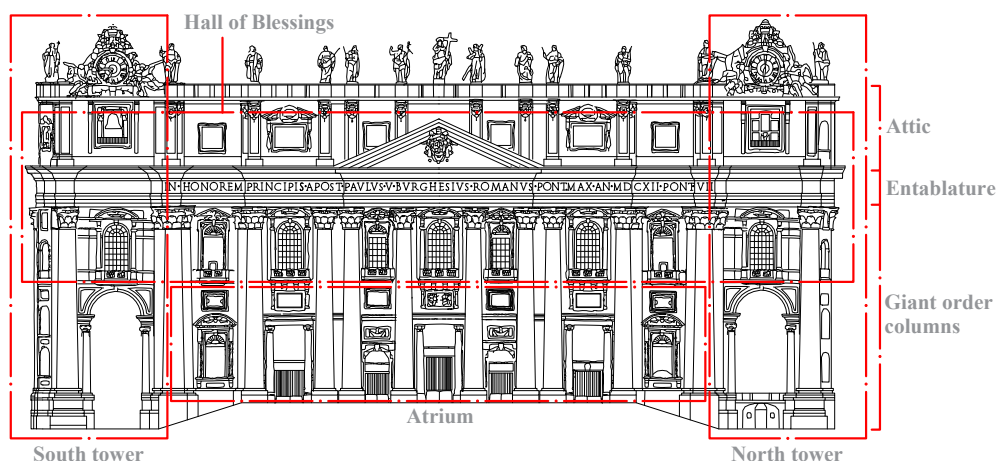 Hall of Blessings
Attic
IN·HONOREM PRINCIPIS·APOST·PAVLVS·V·BVRGHESIVS·ROMANVS·PONT·MAX·AN·MDCXII·PONT·VII
Entablature
Giant order
columns
Atrium
South tower
North tower